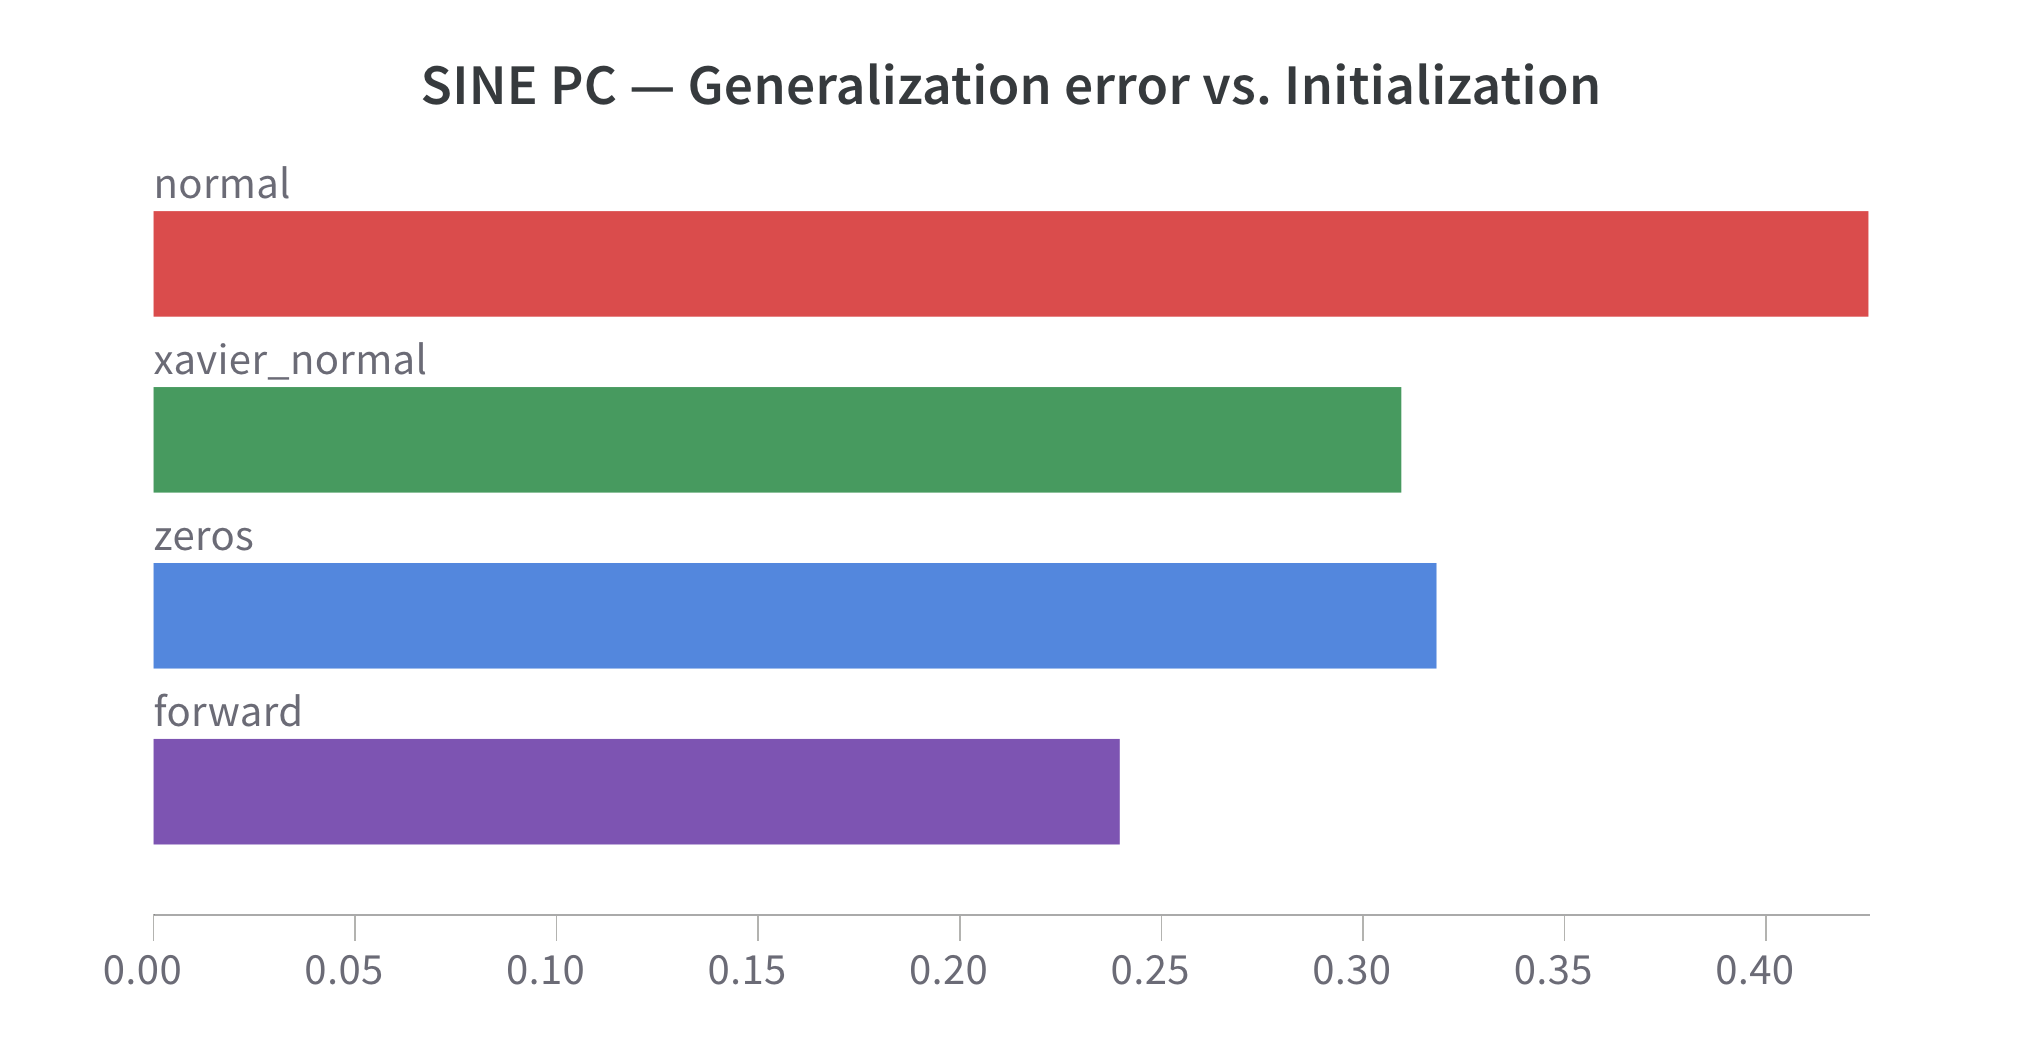 SINE PC — Generalization error vs. Initialization
normal
xavier_normal
zeros
forward
0.00 0.05 0.10 0.15 0.20 0.25 0.30 0.35 0.40